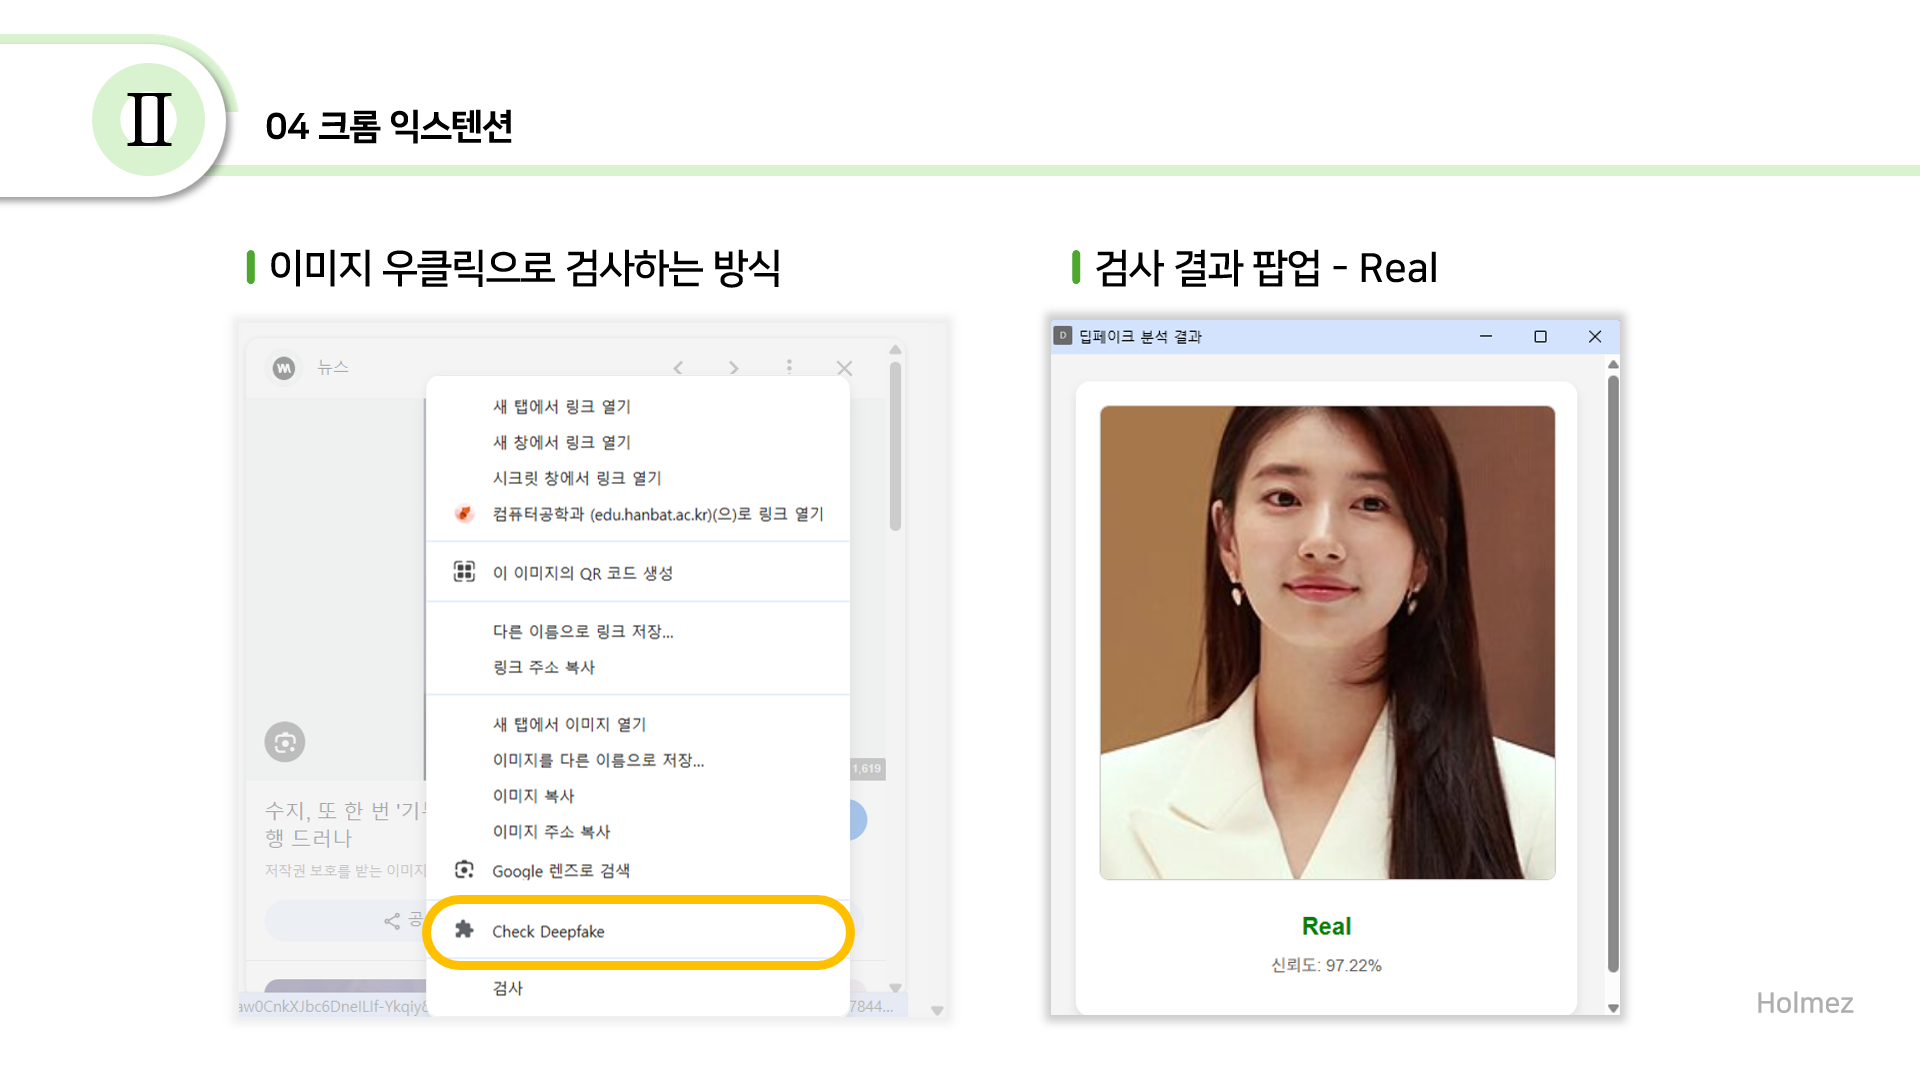 II
04 크롬 익스텐션
이미지 우클릭으로 검사하는 방식
뉴스
새 탭에서 링크 열기
새 창에서 링크 열기
시크릿 창에서 링크 열기
컴퓨터공학과 (edu.hanbat.ac.kr)(으)로 링크 열기
이 이미지의 QR 코드 생성
다른 이름으로 링크 저장...
링크 주소 복사
새 탭에서 이미지 열기
이미지를 다른 이름으로 저장...
이미지 복사
이미지 주소 복사
Google 렌즈로 검색
Check Deepfake
검사
1,619
수지, 또 한 번
행 드러나
저작권 보호를 받는 이미지
공
7844...
검사 결과 팝업 - Real
D 딥페이크 분석 결과
Real
신뢰도: 97.22%
Holmez